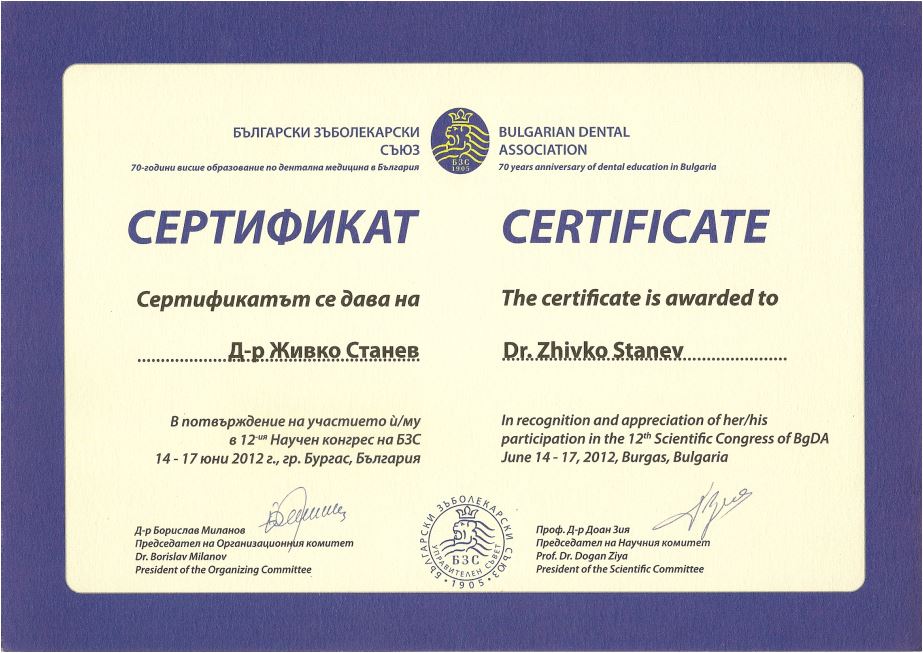 БЪЛГАРСКИ ЗЪБОЛЕКАРСКИ
СЪЮЗ
70-години висше образование по дентална медицина в България
БЗС
1905
BULGARIAN DENTAL
ASSOCIATION
70 years anniversary of dental education in Bulgaria
СЕРТИФИКАТ
Сертификатът се дава на
Д-р Живко Станев
В потвърждение на участието ѝ/му
в 12-ия Научен конгрес на БЗС
14 - 17 юни 2012 г., гр. Бургас, България
CERTIFICATE
The certificate is awarded to
Dr. Zhivko Stanev
In recognition and appreciation of her/his
participation in the 12th Scientific Congress of BgDA
June 14 - 17, 2012, Burgas, Bulgaria
Д-р Борислав Миланов
Председател на Организационния комитет
Dr. Borislav Milanov
President of the Organizing Committee
БЪЛГАРСКИ ЗЪБОЛЕКАРСКИ СЪЮЗ
БЗС
УПРАВИТЕЛЕН СЪВЕТ
1905
Проф. Д-р Доан Зия
Председател на Научния комитет
Prof. Dr. Dogan Ziya
President of the Scientific Committee